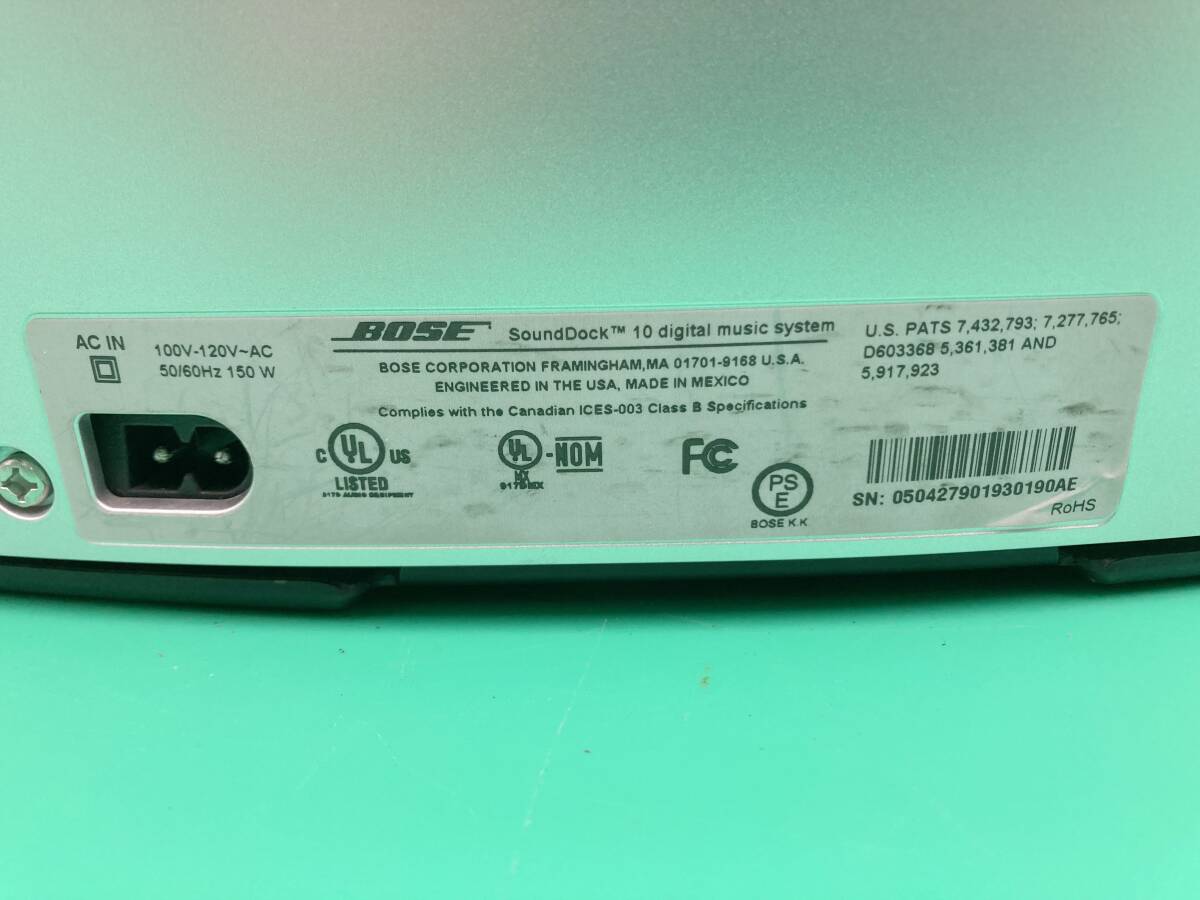 AC IN
100V-120V~AC
50/60Hz 150 W
BOSE SoundDock™ 10 digital music system
BOSE CORPORATION FRAMINGHAM,MA 01701-9168 U.S.A.
ENGINEERED IN THE USA, MADE IN MEXICO
Complies with the Canadian ICES-003 Class B Specifications
U.S. PATS 7,432,793; 7,277,765;
D603368 5,361,381 AND
5,917,923
C UL US
LISTED
UL -NOM
MX
FC
PS
E
BOSE K.K
SN: 050427901930190AE
RoHS